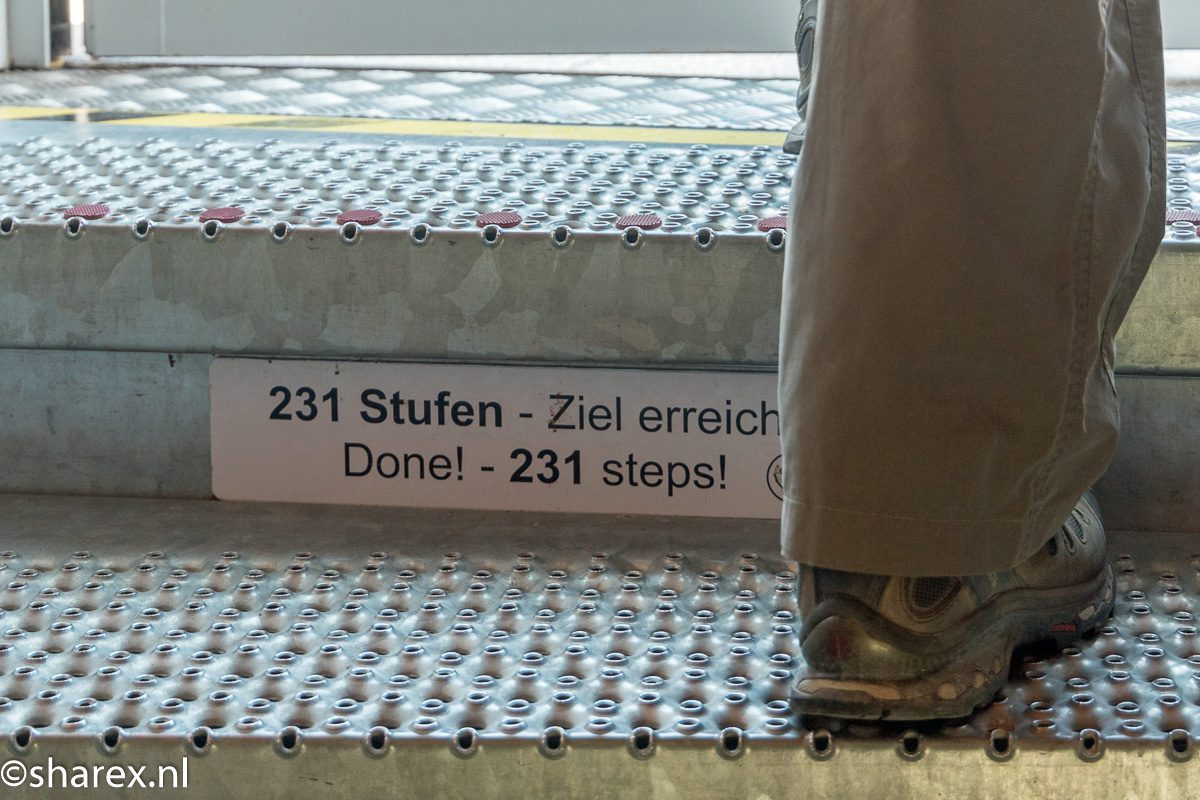 231 Stufen - Ziel erreich
Done! - 231 steps!
©sharex.nl